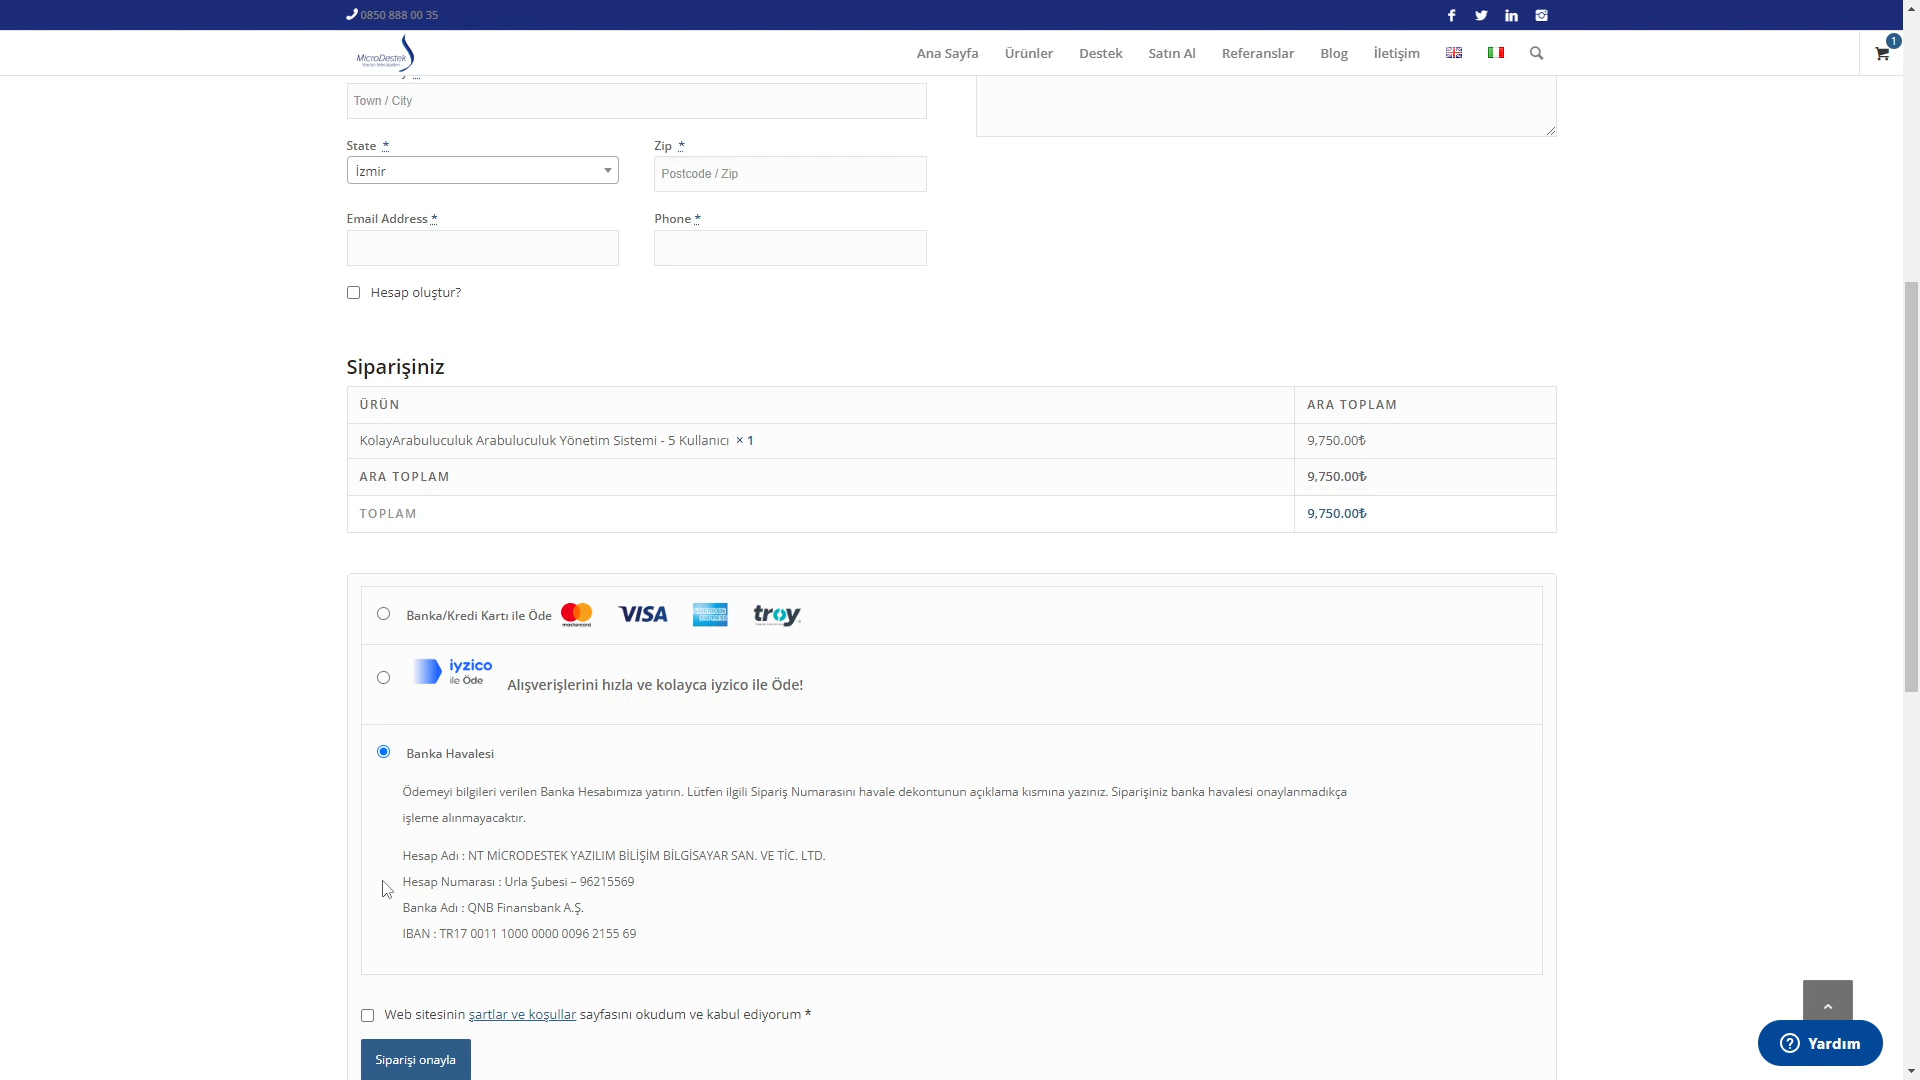 0850 888 00 35
MicroDestek
Ana Sayfa
Ürünler
Destek
Satın Al
Referanslar
Blog
İletişim
1
Town / City
State *
Zip *
İzmir
Postcode / Zip
Email Address *
Phone *
Hesap oluştur?
Siparişiniz
ÜRÜN
ARA TOPLAM
KolayArabuluculuk Arabuluculuk Yönetim Sistemi - 5 Kullanıcı × 1
9,750.00₺
ARA TOPLAM
9,750.00₺
TOPLAM
9,750.00₺
Banka/Kredi Kartı ile Öde
mastercard
VISA
AMERICAN EXPRESS
troy
iyzico
ile Öde
Alışverişlerini hızla ve kolayca iyzico ile Öde!
Banka Havalesi
Ödemeyi bilgileri verilen Banka Hesabımıza yatırın. Lütfen ilgili Sipariş Numarasını havale dekontunun açıklama kısmına yazınız. Siparişiniz banka havalesi onaylanmadıkça
işleme alınmayacaktır.
Hesap Adı : NT MİCRODESTEK YAZILIM BİLİŞİM BİLGİSAYAR SAN. VE TİC. LTD.
Hesap Numarası : Urla Şubesi – 96215569
Banka Adı : QNB Finansbank A.Ş.
IBAN : TR17 0011 1000 0000 0096 2155 69
Web sitesinin şartlar ve koşullar sayfasını okudum ve kabul ediyorum *
Siparişi onayla
Yardım